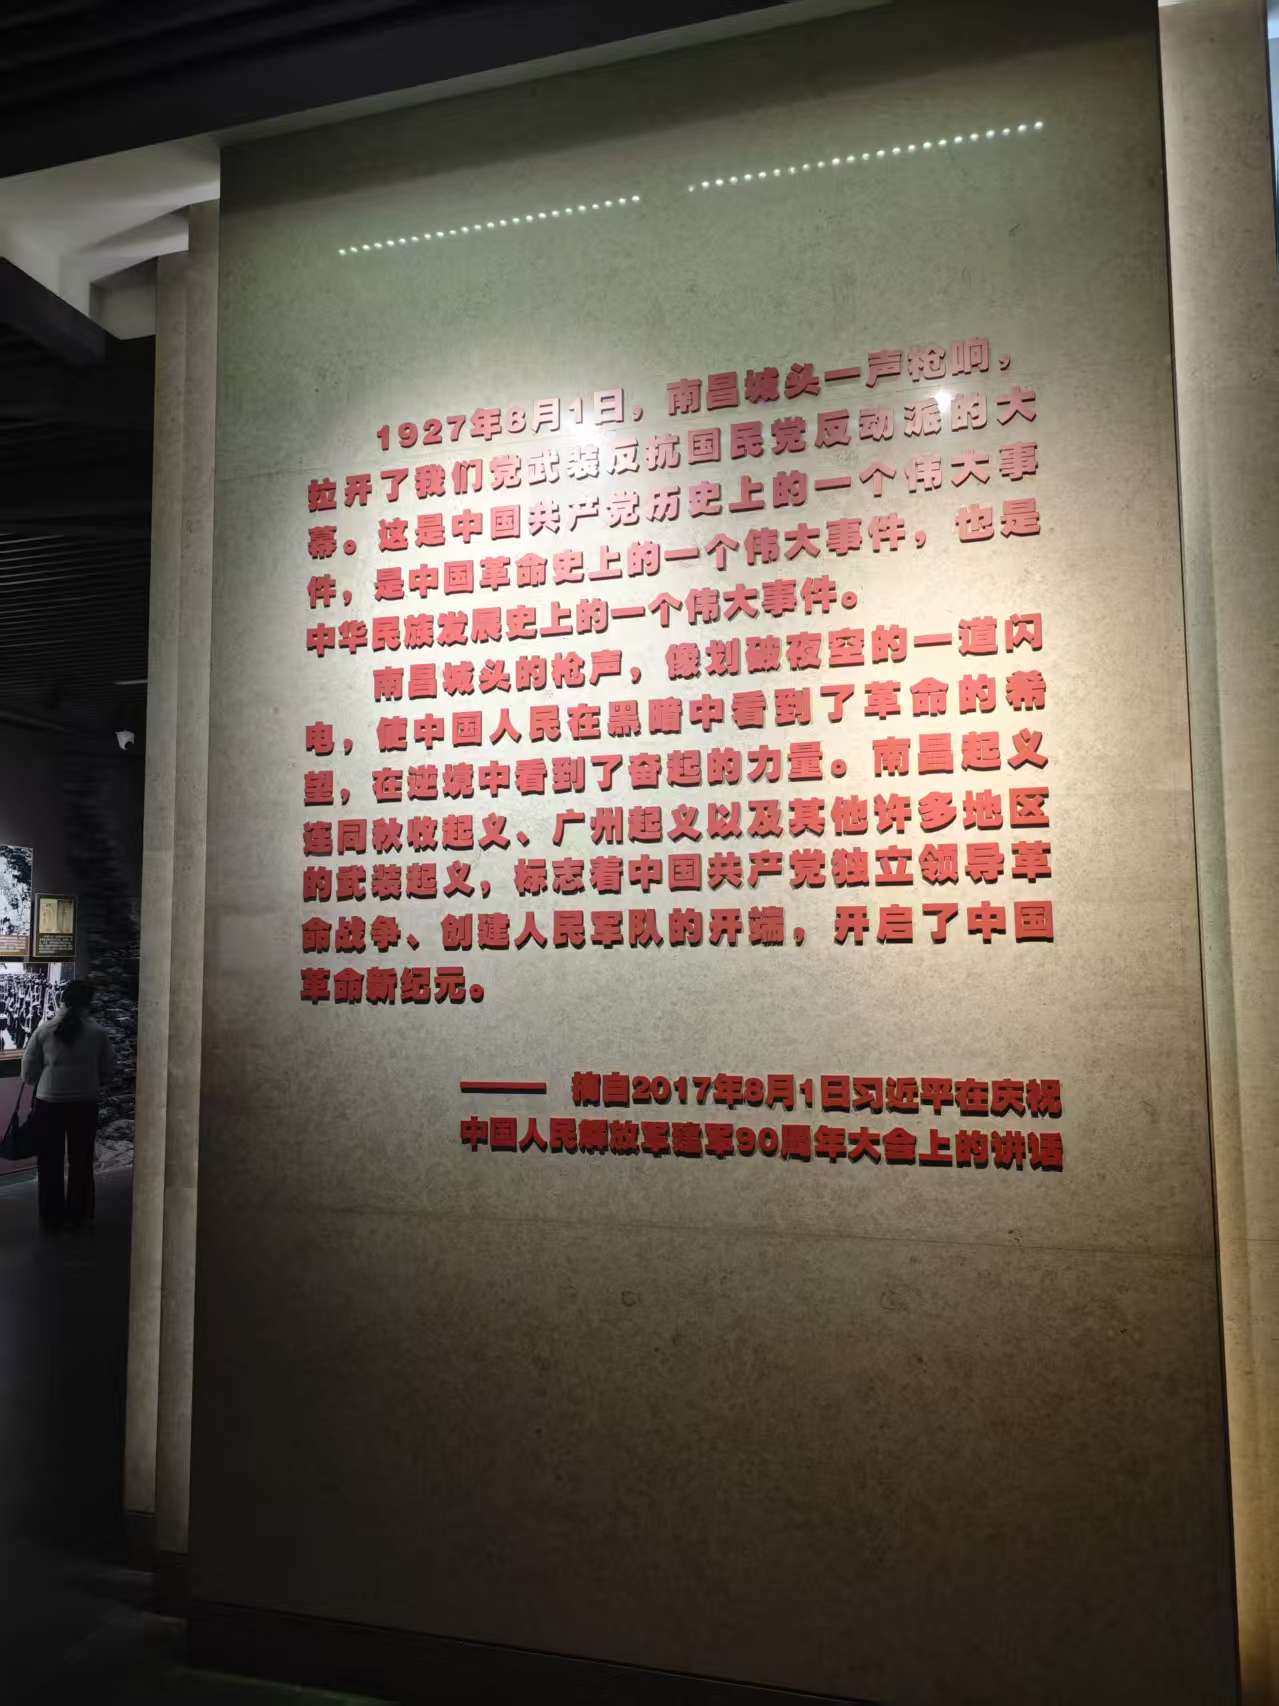 1927年8月1日，南昌城头一声枪响，
拉开了我们党武装反抗国民党反动派的大
幕。这是中国共产党历史上的一个伟大事
件，是中国革命史上的一个伟大事件，也是
中华民族发展史上的一个伟大事件。
南昌城头的枪声，像划破夜空的一道闪
电，使中国人民在黑暗中看到了革命的希
望，在逆境中看到了奋起的力量。南昌起义
连同秋收起义、广州起义以及其他许多地区
的武装起义，标志着中国共产党独立领导革
命战争、创建人民军队的开端，开启了中国
革命新纪元。
—— 摘自2017年8月1日习近平在庆祝
中国人民解放军建军90周年大会上的讲话